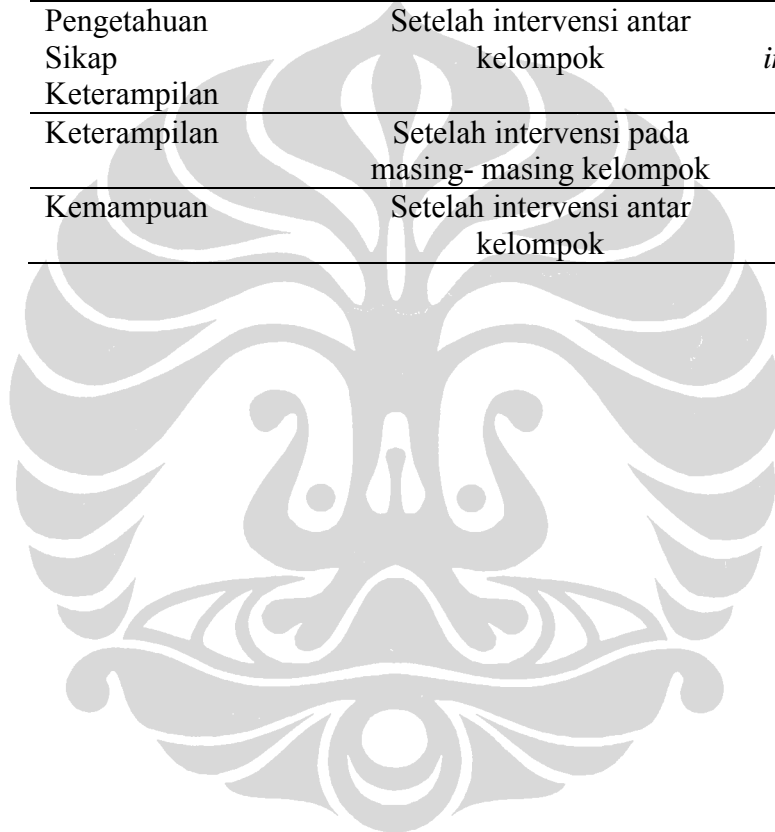 Pengetahuan Setelah intervensi antar
Sikap kelompok
Keterampilan
Keterampilan Setelah intervensi pada
masing- masing kelompok
Kemampuan Setelah intervensi antar
kelompok